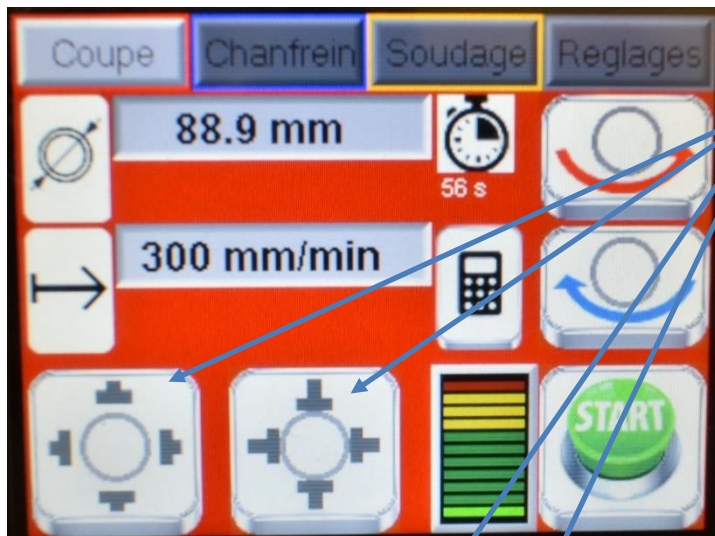 Coupe Chanfrein Soudage Reglages
88.9 mm
56 s
300 mm/min
START